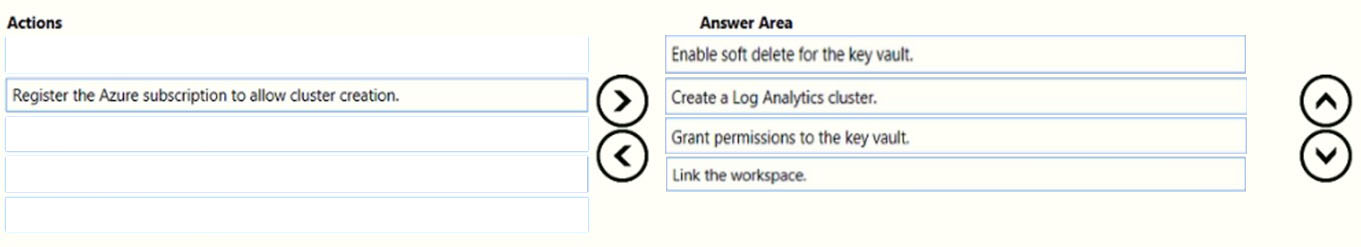 Actions
Answer Area
Enable soft delete for the key vault.
Register the Azure subscription to allow cluster creation.
Create a Log Analytics cluster.
Grant permissions to the key vault.
Link the workspace.